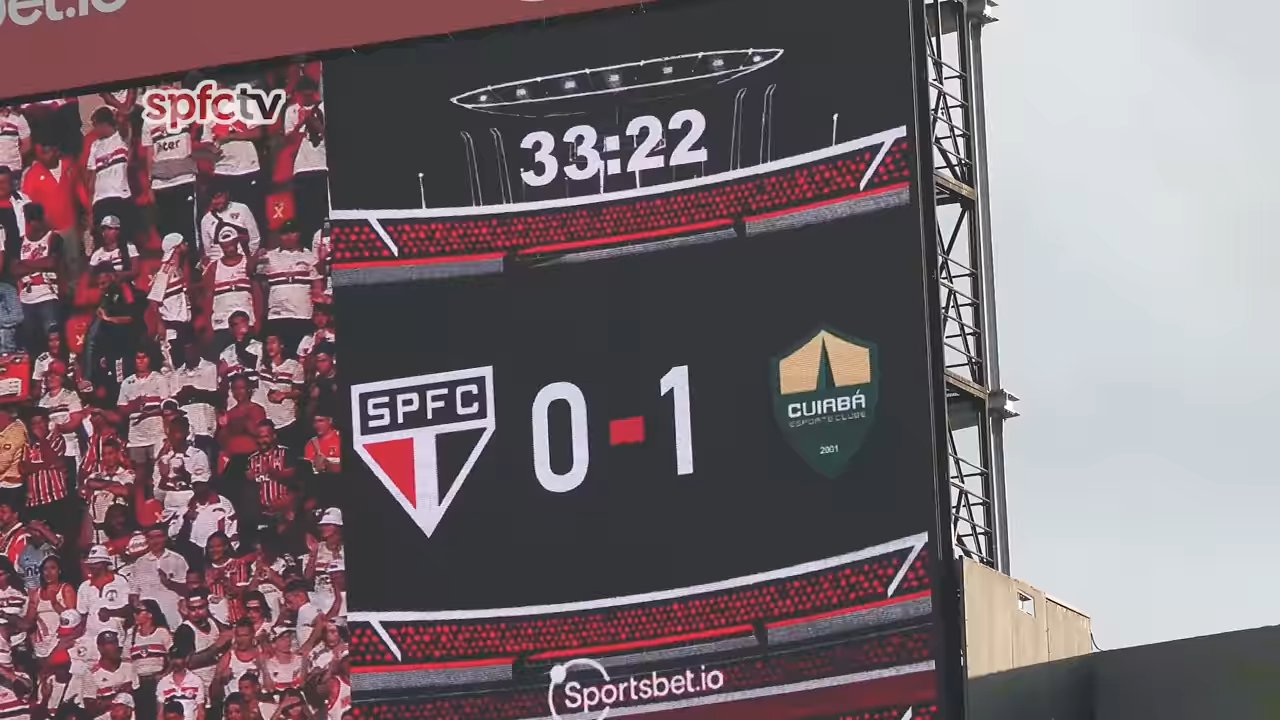 bet.io
spfctv
33:22
SPFC
0-1
CUIABÁ
ESPORTE CLUBE
2001
Sportsbet.io